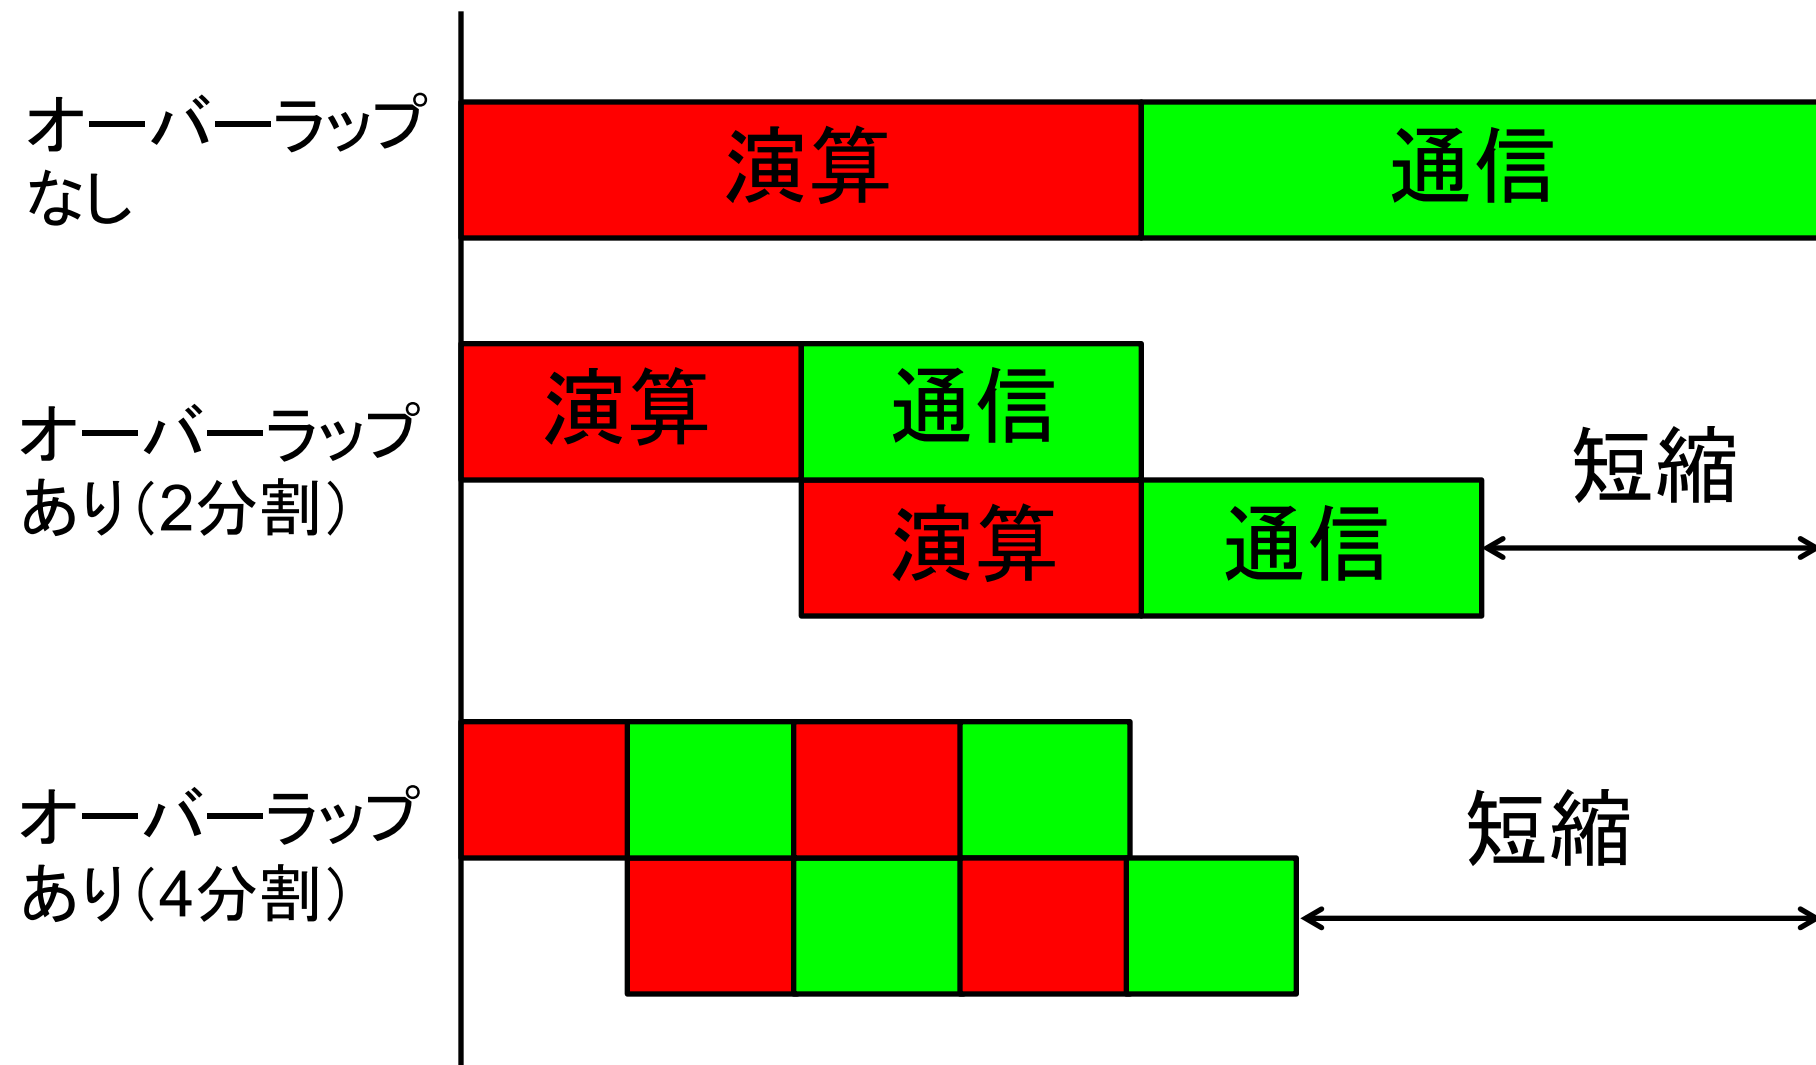 オーバーラップ
なし
演算
通信
オーバーラップ
あり(2分割)
演算
通信
演算
通信
短縮
オーバーラップ
あり(4分割)
短縮